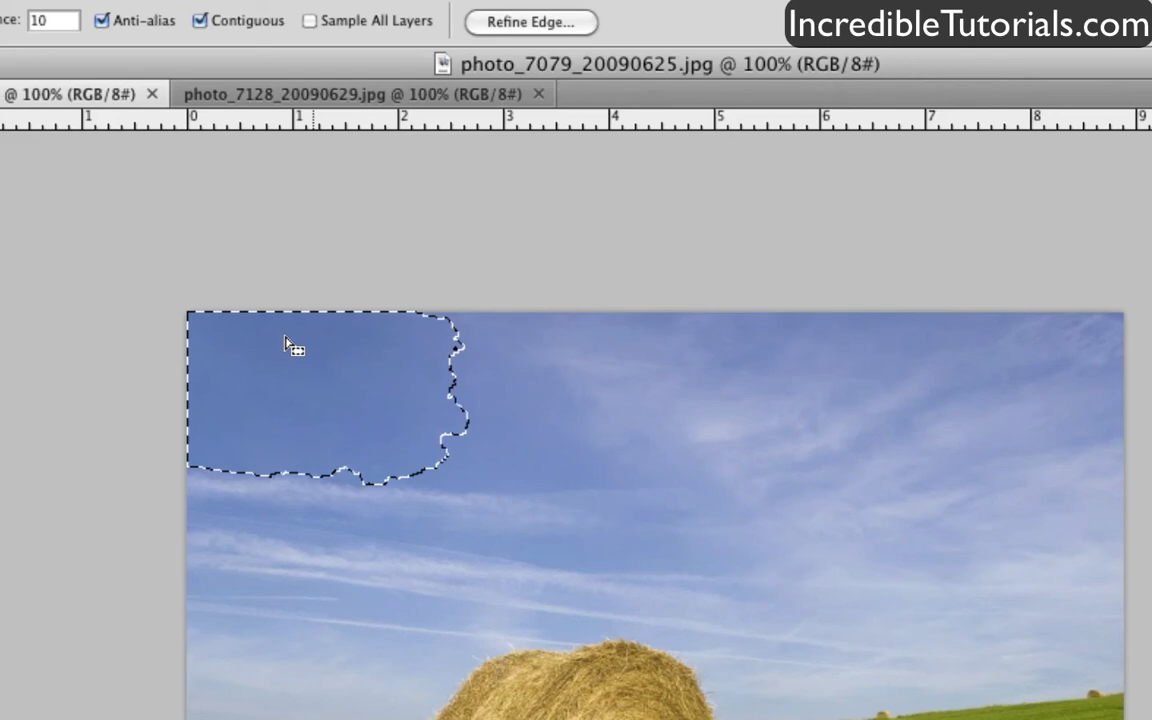 nce: 10 Anti-alias Contiguous Sample All Layers Refine Edge... IncredibleTutorials.com
photo_7079_20090625.jpg @ 100% (RGB/8#)
@ 100% (RGB/8#) photo_7128_20090629.jpg @ 100% (RGB/8#)
1 0 1 2 3 4 5 6 7 8 9